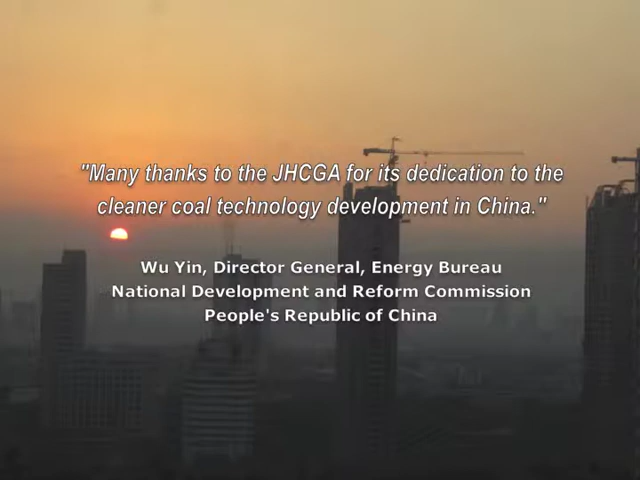 "Many thanks to the JHCGA for its dedication to the
cleaner coal technology development in China."
Wu Yin, Director General, Energy Bureau
National Development and Reform Commission
People's Republic of China